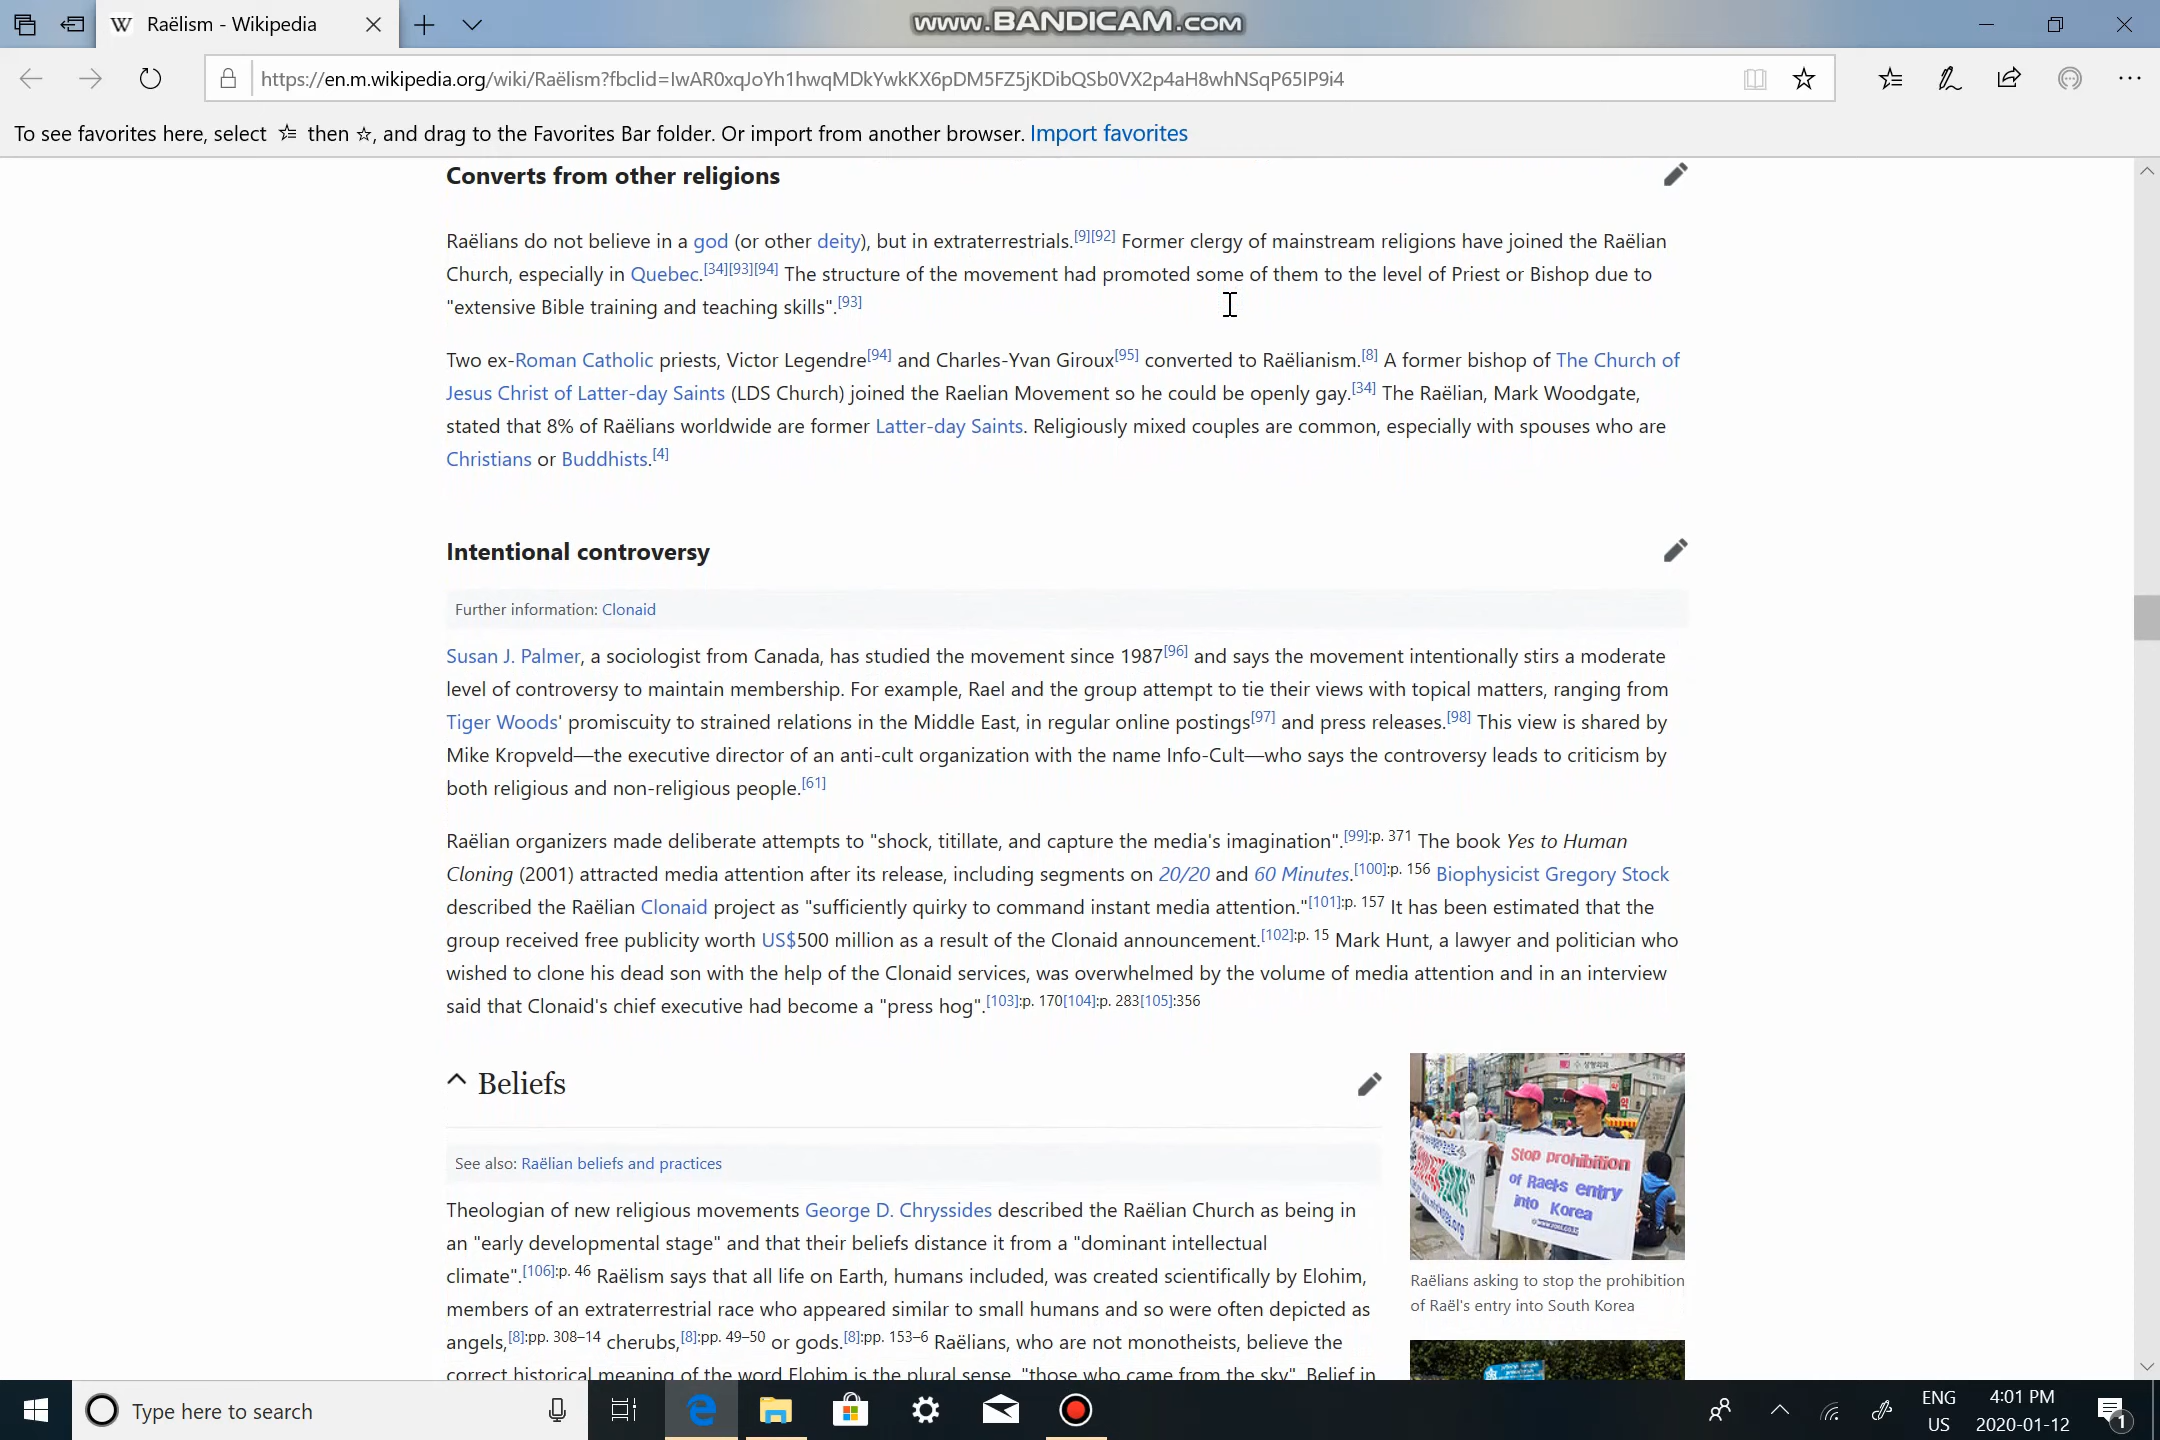 Raëlism - Wikipedia
www.BANDICAM.com
https://en.m.wikipedia.org/wiki/Raëlism?fbclid=IwAR0xqJoYh1hwqMDkYwkKX6pDM5FZ5jKDibQSb0VX2p4aH8whNSqP65IP9i4
To see favorites here, select then ☆, and drag to the Favorites Bar folder. Or import from another browser. Import favorites
Converts from other religions
Raëlians do not believe in a god (or other deity), but in extraterrestrials.[9][92] Former clergy of mainstream religions have joined the Raëlian
Church, especially in Quebec.[34][93][94] The structure of the movement had promoted some of them to the level of Priest or Bishop due to
"extensive Bible training and teaching skills".[93]
Two ex-Roman Catholic priests, Victor Legendre[94] and Charles-Yvan Giroux[95] converted to Raëlianism.[8] A former bishop of The Church of
Jesus Christ of Latter-day Saints (LDS Church) joined the Raelian Movement so he could be openly gay.[34] The Raëlian, Mark Woodgate,
stated that 8% of Raëlians worldwide are former Latter-day Saints. Religiously mixed couples are common, especially with spouses who are
Christians or Buddhists.[4]
Intentional controversy
Further information: Clonaid
Susan J. Palmer, a sociologist from Canada, has studied the movement since 1987[96] and says the movement intentionally stirs a moderate
level of controversy to maintain membership. For example, Rael and the group attempt to tie their views with topical matters, ranging from
Tiger Woods' promiscuity to strained relations in the Middle East, in regular online postings[97] and press releases.[98] This view is shared by
Mike Kropveld—the executive director of an anti-cult organization with the name Info-Cult—who says the controversy leads to criticism by
both religious and non-religious people.[61]
Raëlian organizers made deliberate attempts to "shock, titillate, and capture the media's imagination".[99]:p. 371 The book Yes to Human
Cloning (2001) attracted media attention after its release, including segments on 20/20 and 60 Minutes.[100]:p. 156 Biophysicist Gregory Stock
described the Raëlian Clonaid project as "sufficiently quirky to command instant media attention."[101]:p. 157 It has been estimated that the
group received free publicity worth US$500 million as a result of the Clonaid announcement.[102]:p. 15 Mark Hunt, a lawyer and politician who
wished to clone his dead son with the help of the Clonaid services, was overwhelmed by the volume of media attention and in an interview
said that Clonaid's chief executive had become a "press hog".[103]:p. 170[104]:p. 283[105]:356
Beliefs
See also: Raëlian beliefs and practices
Theologian of new religious movements George D. Chryssides described the Raëlian Church as being in
an "early developmental stage" and that their beliefs distance it from a "dominant intellectual
climate".[106]:p. 46 Raëlism says that all life on Earth, humans included, was created scientifically by Elohim,
members of an extraterrestrial race who appeared similar to small humans and so were often depicted as
angels,[8]:pp. 308–14 cherubs,[8]:pp. 49–50 or gods.[8]:pp. 153–6 Raëlians, who are not monotheists, believe the
correct historical meaning of the word Elohim is the plural sense, "those who came from the sky". Belief in
Stop prohibition
of Rael's entry
into Korea
Raëlians asking to stop the prohibition
of Raël's entry into South Korea
Type here to search
ENG
US
4:01 PM
2020-01-12
1